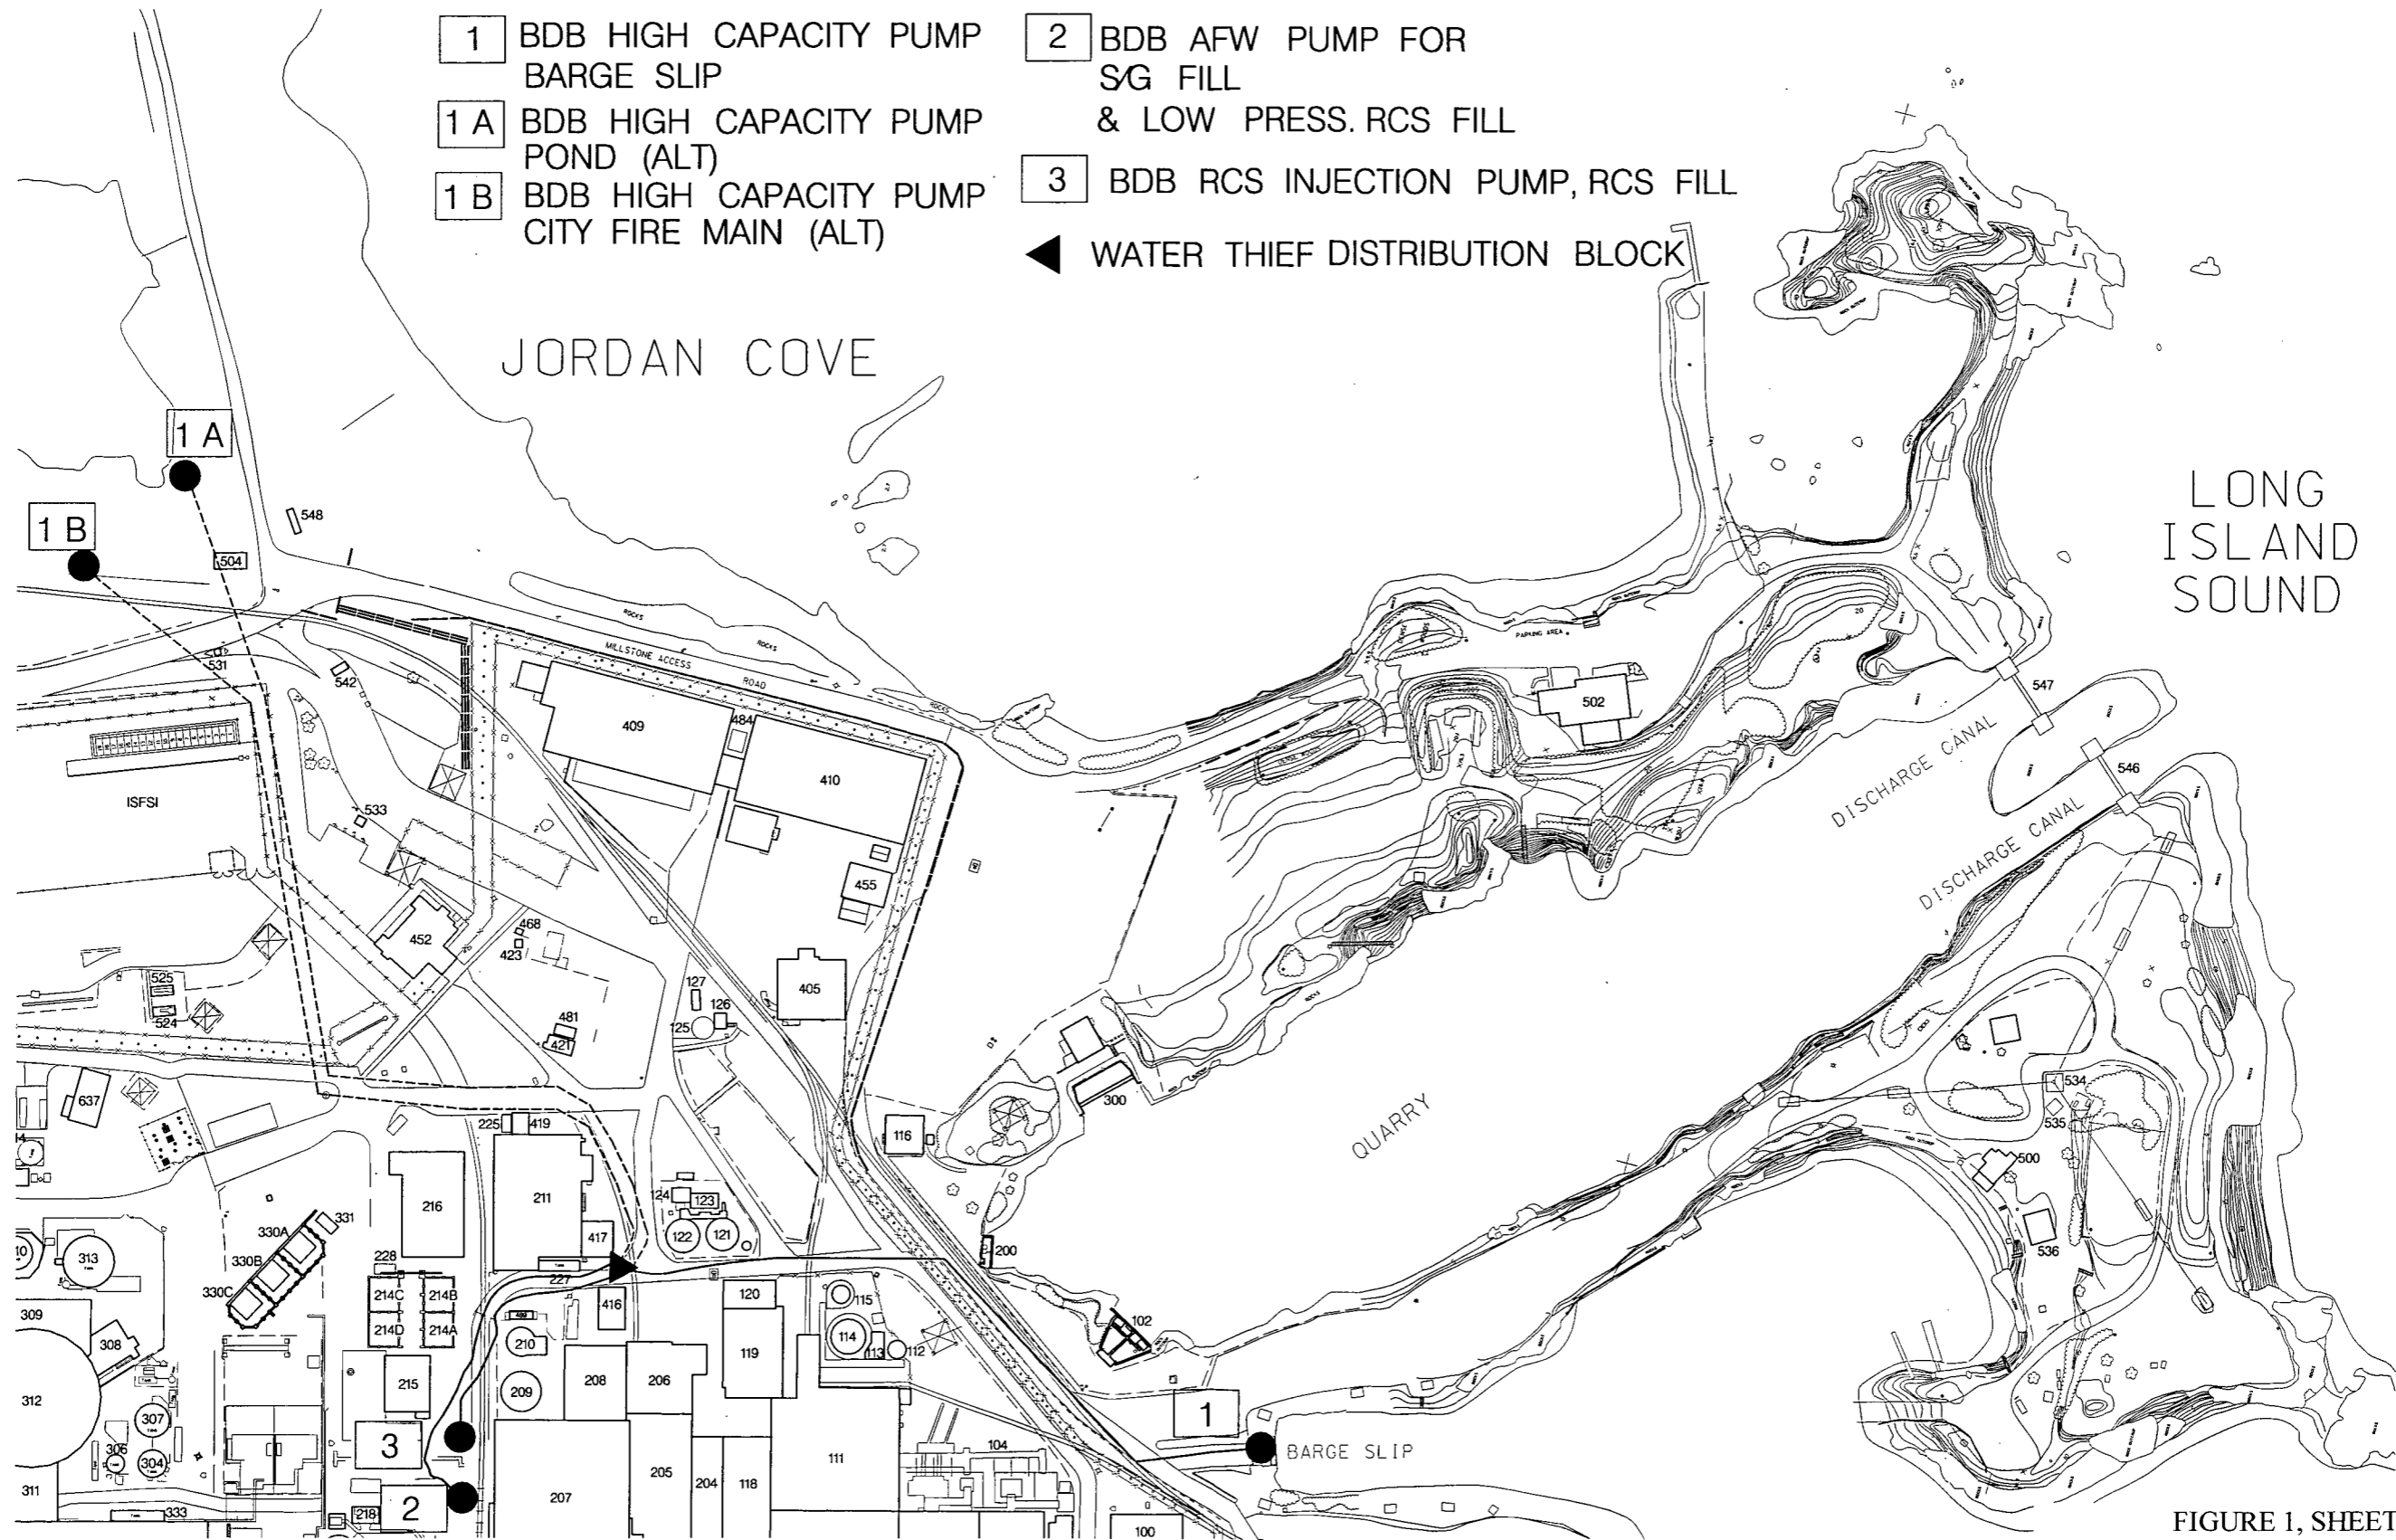 1 BDB HIGH CAPACITY PUMP
BARGE SLIP
1 A BDB HIGH CAPACITY PUMP
POND (ALT)
1 B BDB HIGH CAPACITY PUMP
CITY FIRE MAIN (ALT)
2 BDB AFW PUMP FOR
S/G FILL
& LOW PRESS. RCS FILL
3 BDB RCS INJECTION PUMP, RCS FILL
WATER THIEF DISTRIBUTION BLOCK
JORDAN COVE
LONG
ISLAND
SOUND
1 A
1 B
548
504
531
542
ROCKS
ROCKS
ROCKS
MILLSTONE ACCESS
ROAD
PARKING AREA
409
484
410
502
547
546
DISCHARGE CANAL
DISCHARGE CANAL
ISFSI
533
455
452
468
423
405
525
524
127
126
125
481
421
637
300
116
QUARRY
534
535
500
536
225
419
211
216
124
123
122
121
417
227
200
331
330A
330B
330C
313
228
214C
214B
214D
214A
416
120
115
114
113
112
102
309
308
312
210
215
209
208
206
119
307
306
304
311
333
3
2
218
207
205
204
118
111
104
100
1
BARGE SLIP
FIGURE 1, SHEET